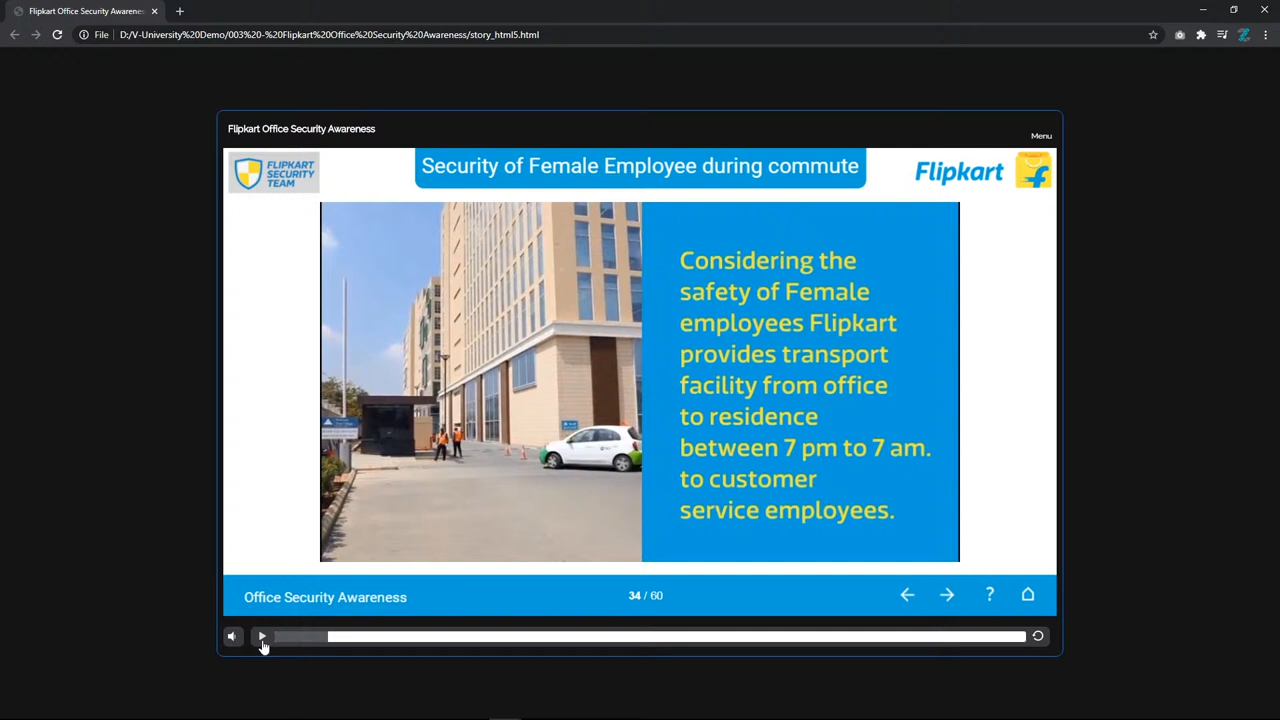 Flipkart Office Security Awarenes
File
D:/V-University%20Demo/003%20-%20Flipkart%20Office%20Security%20Awareness/story_html5.html
Flipkart Office Security Awareness
Menu
FLIPKART
SECURITY
TEAM
Security of Female Employee during commute
Flipkart
Considering the
safety of Female
employees Flipkart
provides transport
facility from office
to residence
between 7 pm to 7 am.
to customer
service employees.
Office Security Awareness
34 / 60
?